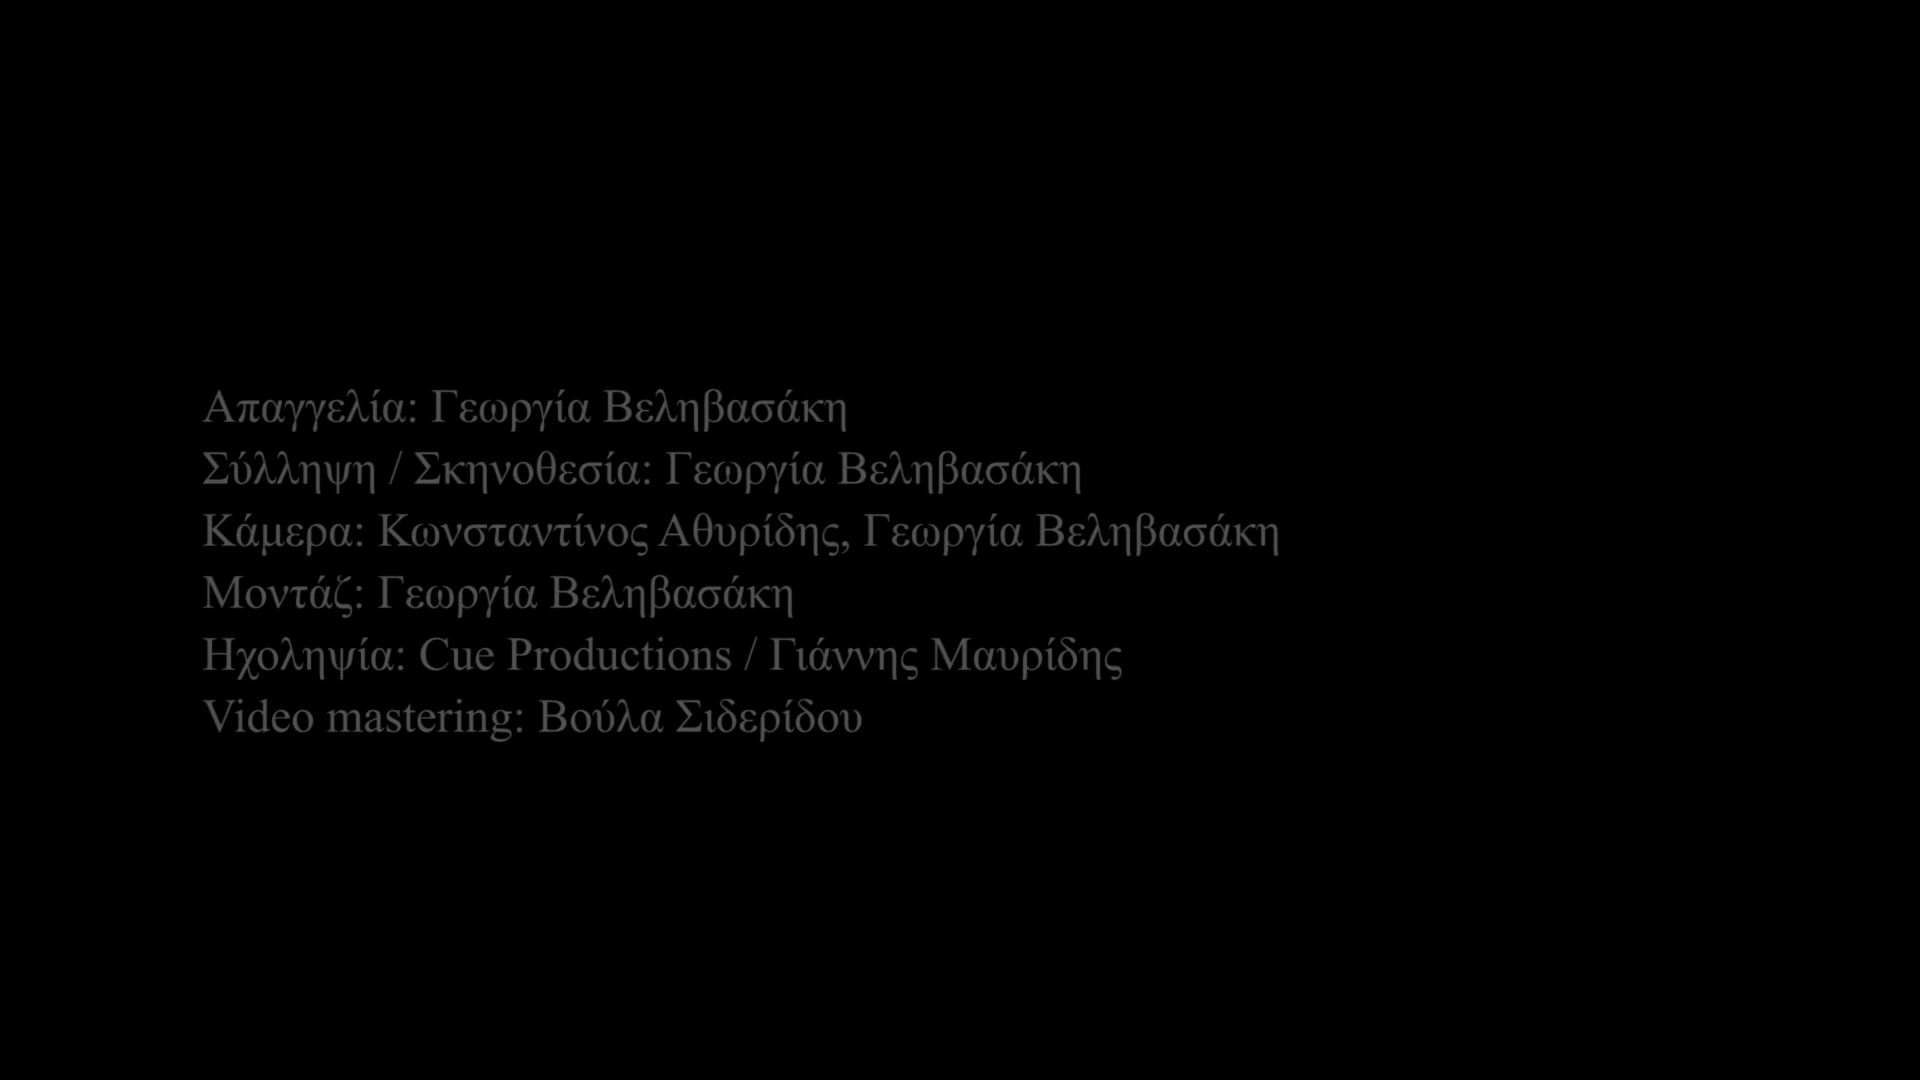 Απαγγελία: Γεωργία Βεληβασάκη
Σύλληψη / Σκηνοθεσία: Γεωργία Βεληβασάκη
Κάμερα: Κωνσταντίνος Αθυρίδης, Γεωργία Βεληβασάκη
Μοντάζ: Γεωργία Βεληβασάκη
Ηχοληψία: Cue Productions / Γιάννης Μαυρίδης
Video mastering: Βούλα Σιδερίδου